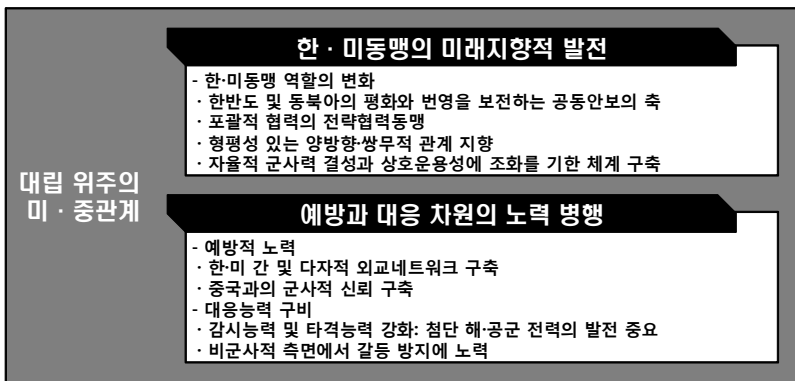 대립 위주의
미 · 중관계
한 · 미동맹의 미래지향적 발전
- 한·미동맹 역할의 변화
· 한반도 및 동북아의 평화와 번영을 보전하는 공동안보의 축
· 포괄적 협력의 전략협력동맹
· 형평성 있는 양방향·쌍무적 관계 지향
· 자율적 군사력 결성과 상호운용성에 조화를 기한 체계 구축
예방과 대응 차원의 노력 병행
- 예방적 노력
· 한·미 간 및 다자적 외교네트워크 구축
· 중국과의 군사적 신뢰 구축
- 대응능력 구비
· 감시능력 및 타격능력 강화: 첨단 해·공군 전력의 발전 중요
· 비군사적 측면에서 갈등 방지에 노력